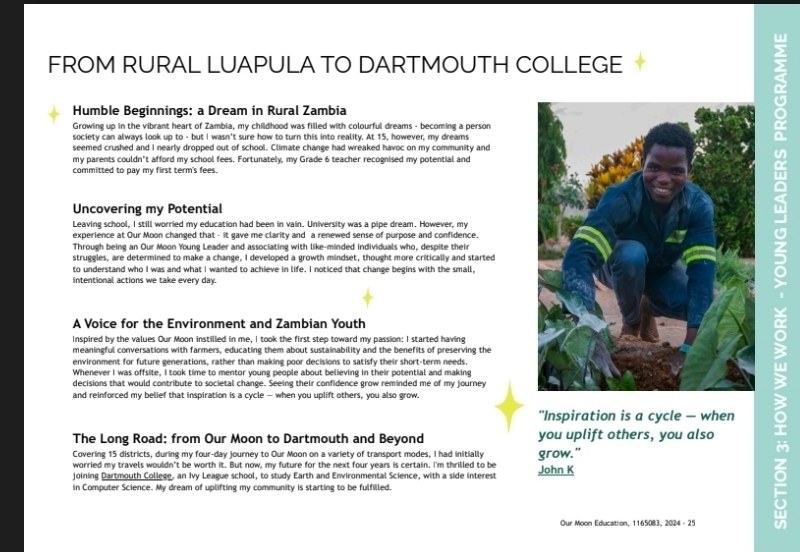 FROM RURAL LUAPULA TO DARTMOUTH COLLEGE
Humble Beginnings: a Dream in Rural Zambia
Growing up in the vibrant heart of Zambia, my childhood was filled with colourful dreams - becoming a person
society can always look up to - but I wasn't sure how to turn this into reality. At 15, however, my dreams
seemed crushed and I nearly dropped out of school. Climate change had wreaked havoc on my community and
my parents couldn't afford my school fees. Fortunately, my Grade 6 teacher recognised my potential and
committed to pay my first term's fees.
Uncovering my Potential
Leaving school, I still worried my education had been in vain. University was a pipe dream. However, my
experience at Our Moon changed that - it gave me clarity and a renewed sense of purpose and confidence.
Through being an Our Moon Young Leader and associating with like-minded individuals who, despite their
struggles, are determined to make a change, I developed a growth mindset, thought more critically and started
to understand who I was and what I wanted to achieve in life. I noticed that change begins with the small,
intentional actions we take every day.
A Voice for the Environment and Zambian Youth
Inspired by the values Our Moon instilled in me, I took the first step toward my passion: I started having
meaningful conversations with farmers, educating them about sustainability and the benefits of preserving the
environment for future generations, rather than making poor decisions to satisfy their short-term needs.
Whenever I was offsite, I took time to mentor young people about believing in their potential and making
decisions that would contribute to societal change. Seeing their confidence grow reminded me of my journey
and reinforced my belief that inspiration is a cycle — when you uplift others, you also grow.
The Long Road: from Our Moon to Dartmouth and Beyond
Covering 15 districts, during my four-day journey to Our Moon on a variety of transport modes, I had initially
worried my travels wouldn't be worth it. But now, my future for the next four years is certain. I'm thrilled to be
joining Dartmouth College, an Ivy League school, to study Earth and Environmental Science, with a side interest
in Computer Science. My dream of uplifting my community is starting to be fulfilled.
"Inspiration is a cycle — when
you uplift others, you also
grow."
John K
Our Moon Education, 1165083, 2024 - 25
SECTION 3: HOW WE WORK - YOUNG LEADERS PROGRAMME